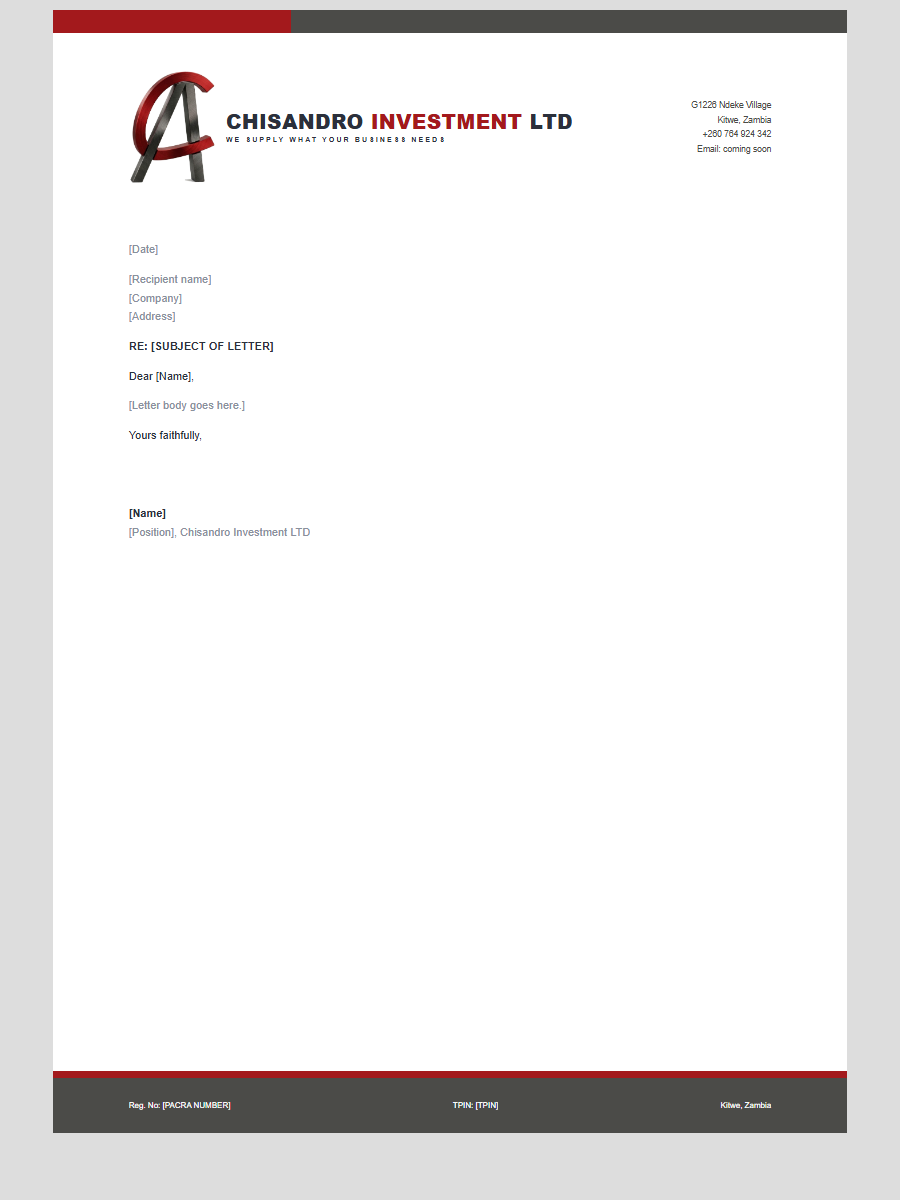 CHISANDRO INVESTMENT LTD
WE SUPPLY WHAT YOUR BUSINESS NEEDS
G1226 Ndeke Village
Kitwe, Zambia
+260 764 924 342
Email: coming soon
[Date]
[Recipient name]
[Company]
[Address]
RE: [SUBJECT OF LETTER]
Dear [Name],
[Letter body goes here.]
Yours faithfully,
[Name]
[Position], Chisandro Investment LTD
Reg. No: [PACRA NUMBER]
TPIN: [TPIN]
Kitwe, Zambia